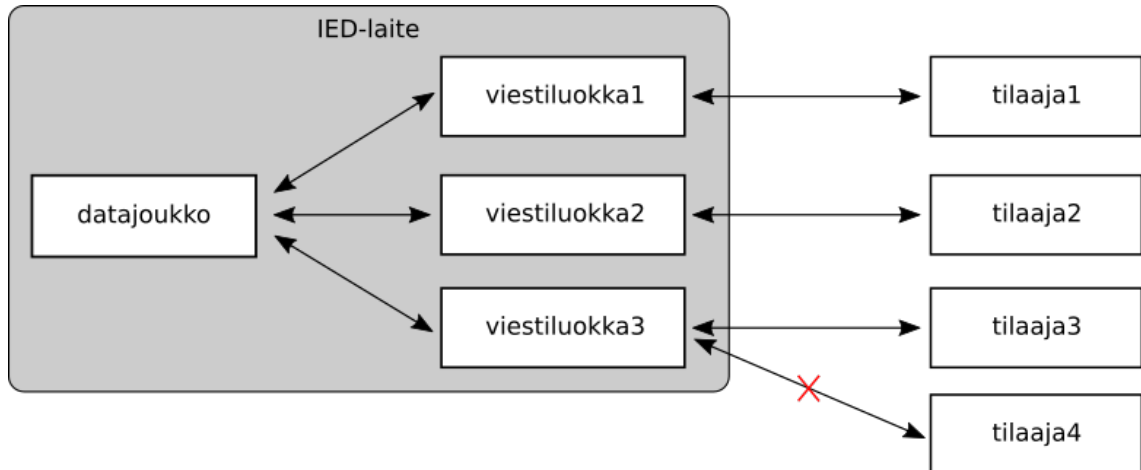 IED-laite
viestiluokka1
tilaaja1
datajoukko
viestiluokka2
tilaaja2
viestiluokka3
tilaaja3
tilaaja4